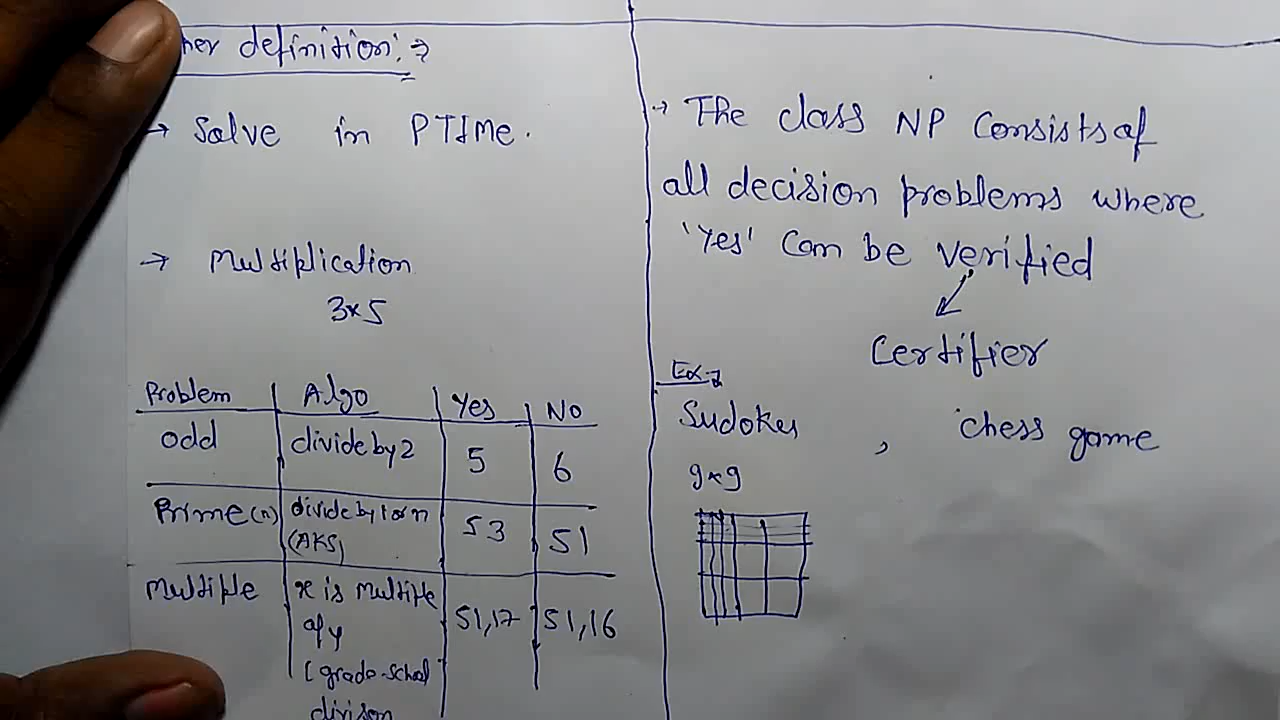 her definition:⇒
→ Solve in PTIME.
→ Multiplication
3×5
Problem Algo Yes No
odd divide by 2 5 6
Prime(n) divide by 1 or n (AKS) 53 51
Multiple x is multiple of y (grade-school divison 51,17 51,16
→ The class NP Consists of
all decision problems where
'Yes' Can be verified
Certifier
Ex→
Sudoku , chess game
9×9